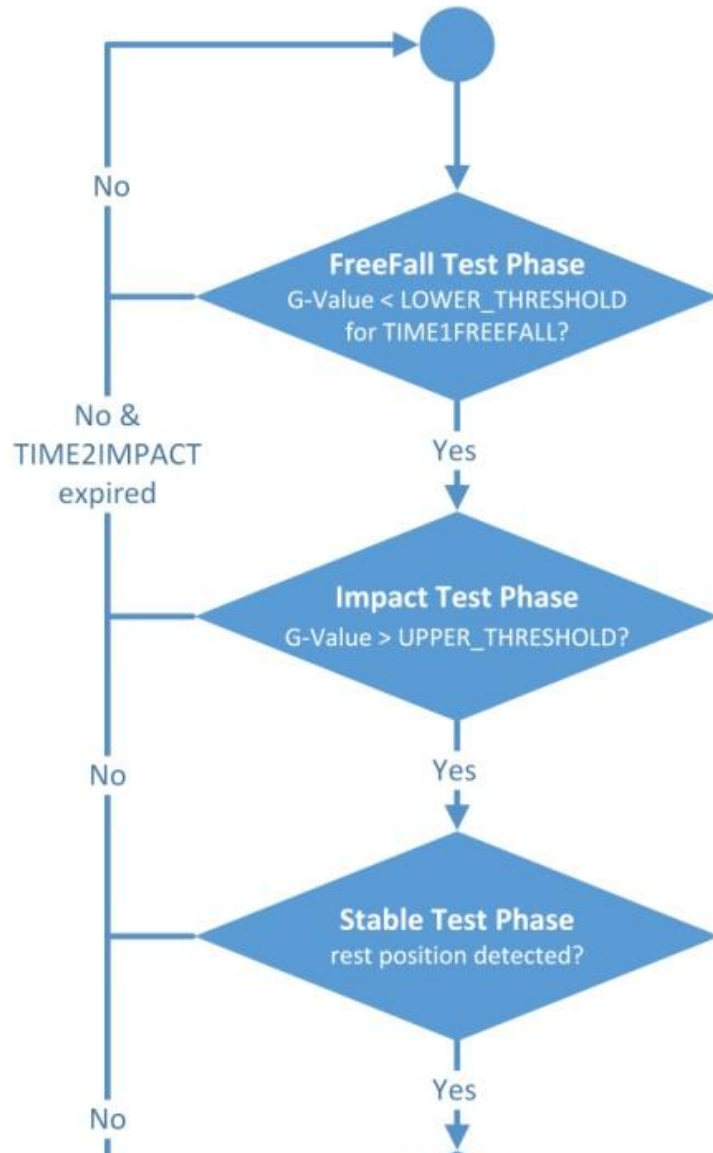 No
FreeFall Test Phase
G-Value < LOWER_THRESHOLD
for TIME1FREEFALL?
No &
TIME2IMPACT
expired
Yes
Impact Test Phase
G-Value > UPPER_THRESHOLD?
No
Yes
Stable Test Phase
rest position detected?
Yes
No